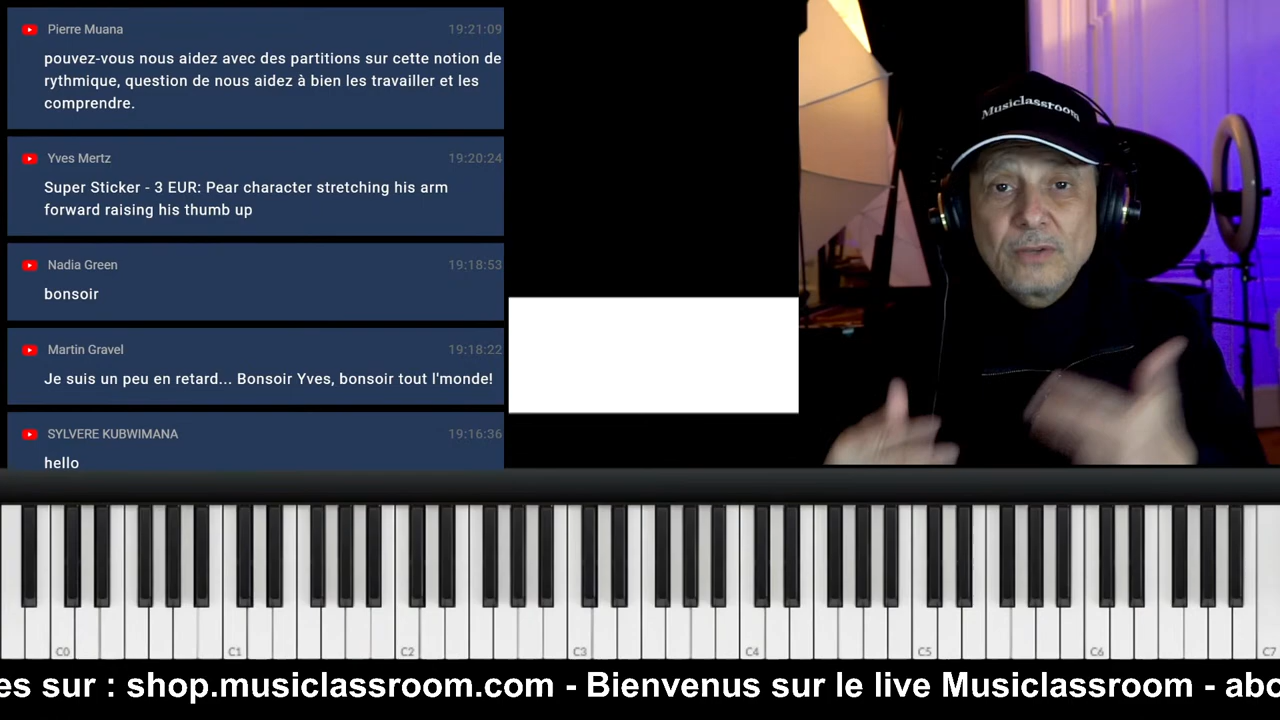 Pierre Muana
19:21:09
pouvez-vous nous aidez avec des partitions sur cette notion de
rythmique, question de nous aidez à bien les travailler et les
comprendre.
Yves Mertz
19:20:24
Super Sticker - 3 EUR: Pear character stretching his arm
forward raising his thumb up
Nadia Green
19:18:53
bonsoir
Martin Gravel
19:18:22
Je suis un peu en retard... Bonsoir Yves, bonsoir tout l'monde!
SYLVERE KUBWIMANA
19:16:36
hello
Musiclassroom
C0 C1 C2 C3 C4 C5 C6 C7
es sur : shop.musiclassroom.com - Bienvenus sur le live Musiclassroom - abo